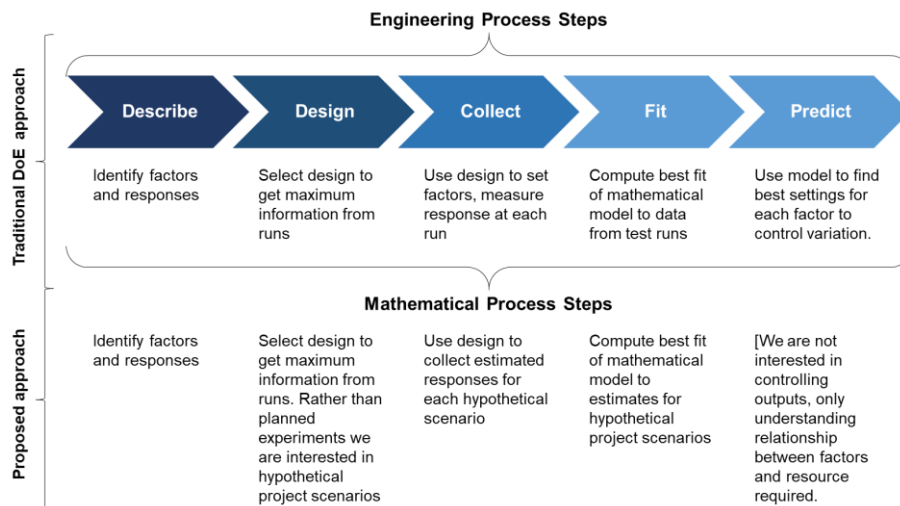 Engineering Process Steps
Traditional DoE approach
Describe
Design
Collect
Fit
Predict
Identify factors
and responses
Select design to
get maximum
information from
runs
Use design to set
factors, measure
response at each
run
Compute best fit
of mathematical
model to data
from test runs
Use model to find
best settings for
each factor to
control variation.
Mathematical Process Steps
Proposed approach
Identify factors
and responses
Select design to
get maximum
information from
runs. Rather than
planned
experiments we
are interested in
hypothetical
project scenarios
Use design to
collect estimated
responses for
each hypothetical
scenario
Compute best fit
of mathematical
model to
estimates for
hypothetical
project scenarios
[We are not
interested in
controlling
outputs, only
understanding
relationship
between factors
and resource
required.